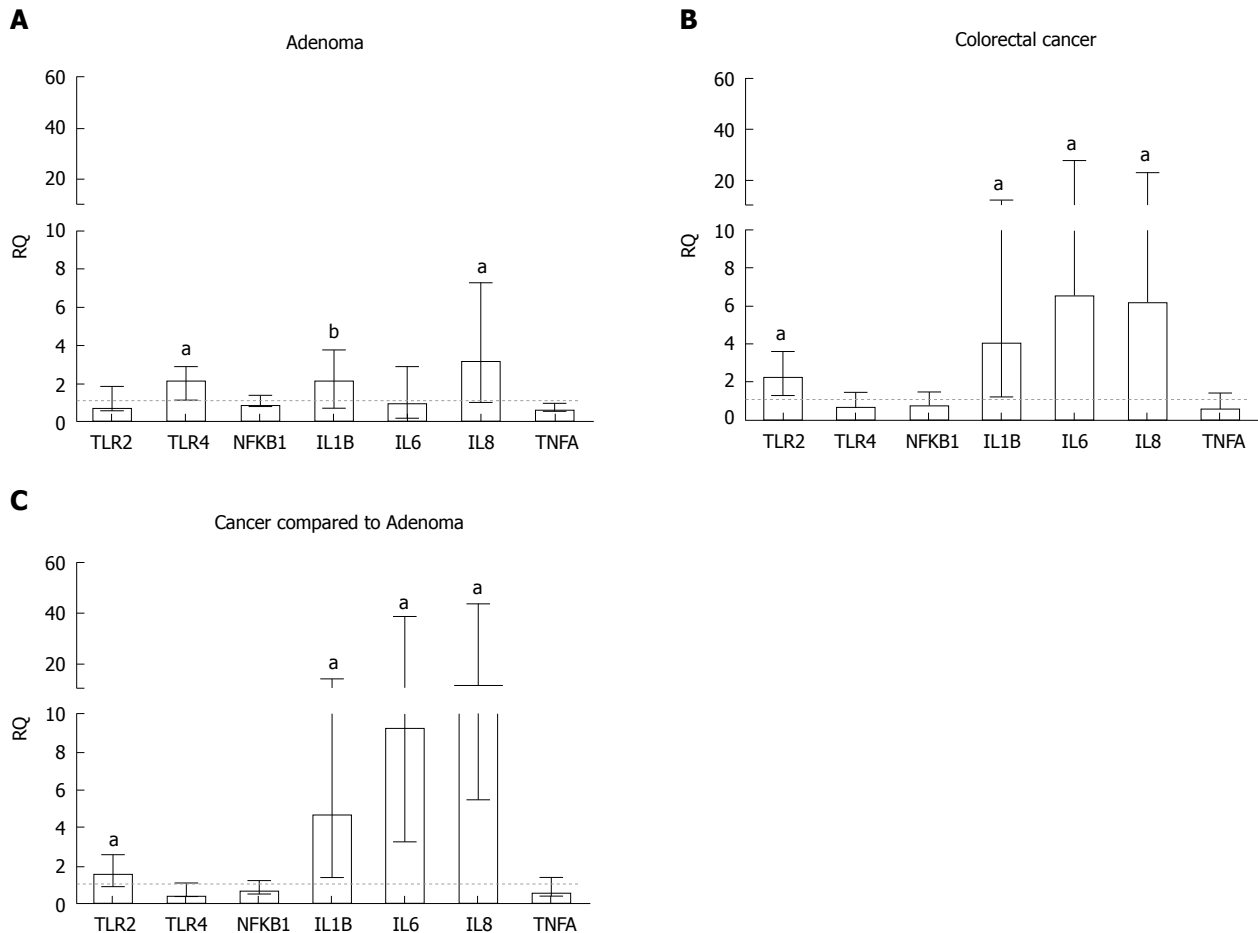 A
Adenoma
60
40
20
10
8
6
4
2
0
RQ
a
b
a
TLR2 TLR4 NFKB1 IL1B IL6 IL8 TNFA
B
Colorectal cancer
60
40
20
10
8
6
4
2
0
RQ
a
a
a
a
TLR2 TLR4 NFKB1 IL1B IL6 IL8 TNFA
C
Cancer compared to Adenoma
60
40
20
10
8
6
4
2
0
RQ
a
a
a
a
TLR2 TLR4 NFKB1 IL1B IL6 IL8 TNFA